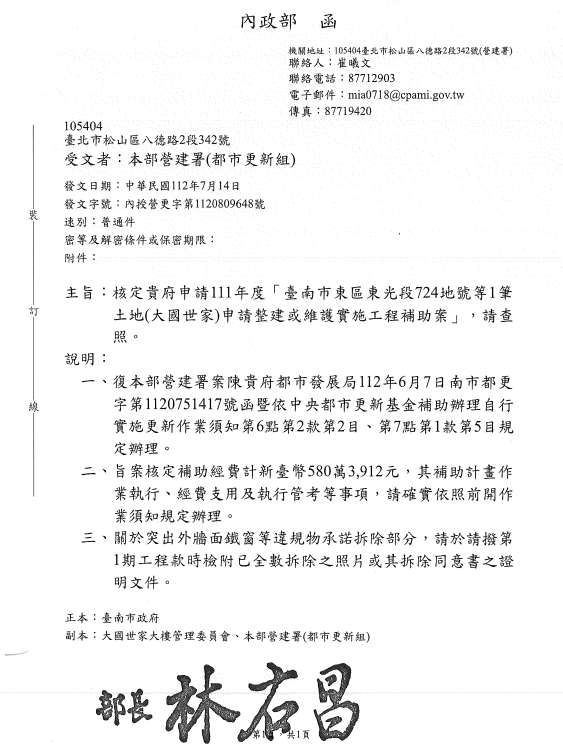 內政部　函
機關地址：105404臺北市松山區八德路2段342號(營建署)
聯絡人：崔曦文
聯絡電話：87712903
電子郵件：mia0718@cpami.gov.tw
傳真：87719420
105404
臺北市松山區八德路2段342號
受文者：本部營建署(都市更新組)
發文日期：中華民國112年7月14日
發文字號：內授營更字第1120809648號
速別：普通件
密等及解密條件或保密期限：
附件：
裝
訂
線
主旨：核定貴府申請111年度「臺南市東區東光段724地號等1筆
土地(大國世家)申請整建或維護實施工程補助案」，請查
照。
說明：
一、復本部營建署案陳貴府都市發展局112年6月7日南市都更
字第1120751417號函暨依中央都市更新基金補助辦理自行
實施更新作業須知第6點第2款第2目、第7點第1款第5目規
定辦理。
二、旨案核定補助經費計新臺幣580萬3,912元，其補助計畫作
業執行、經費支用及執行管考等事項，請確實依照前開作
業須知規定辦理。
三、關於突出外牆面鐵窗等違規物承諾拆除部分，請於請撥第
1期工程款時檢附已全數拆除之照片或其拆除同意書之證
明文件。
正本：臺南市政府
副本：大國世家大樓管理委員會、本部營建署(都市更新組)
部長 林右昌
第1頁，共1頁